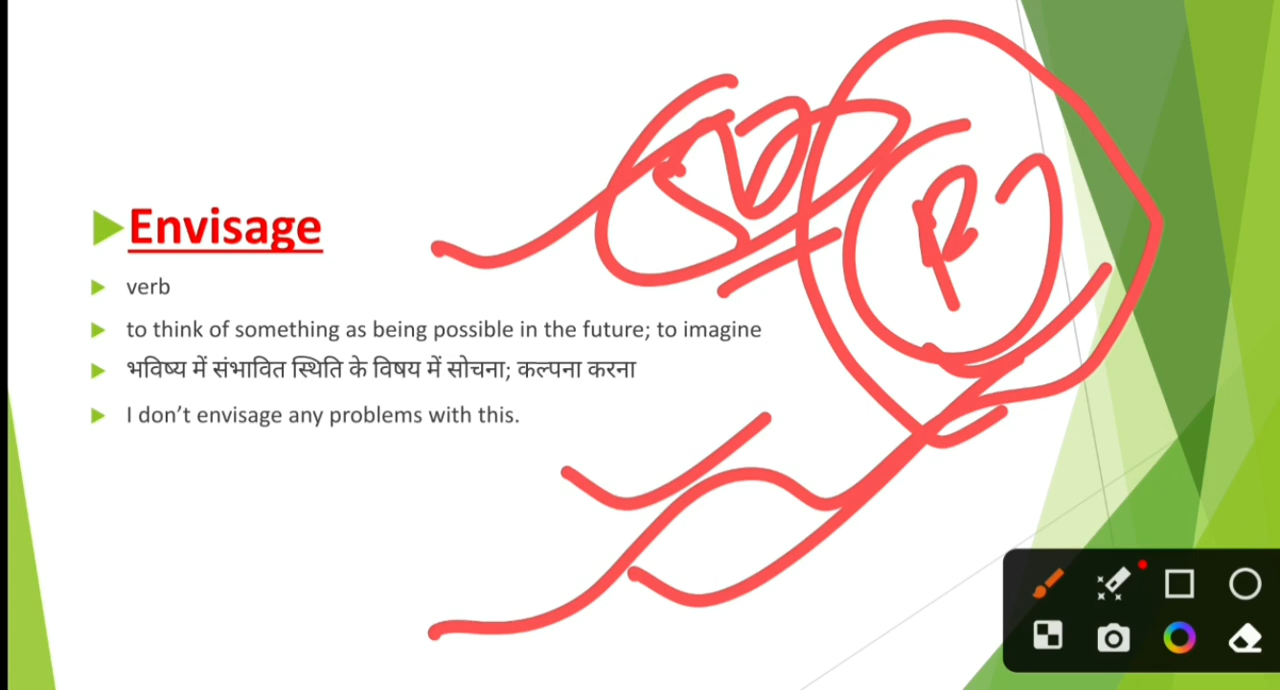 Envisage
verb
to think of something as being possible in the future; to imagine
भविष्य में संभावित स्थिति के विषय में सोचना; कल्पना करना
I don’t envisage any problems with this.